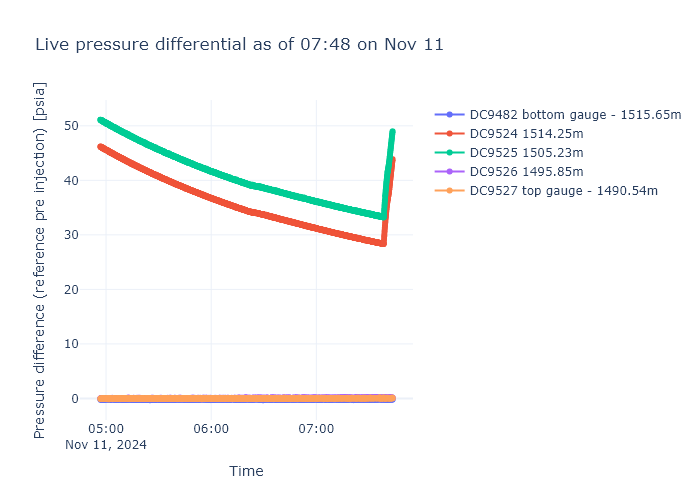 Live pressure differential as of 07:48 on Nov 11
Pressure difference (reference pre injection) [psia]
50
40
30
20
10
0
05:00
Nov 11, 2024
06:00
07:00
Time
DC9482 bottom gauge - 1515.65m
DC9524 1514.25m
DC9525 1505.23m
DC9526 1495.85m
DC9527 top gauge - 1490.54m